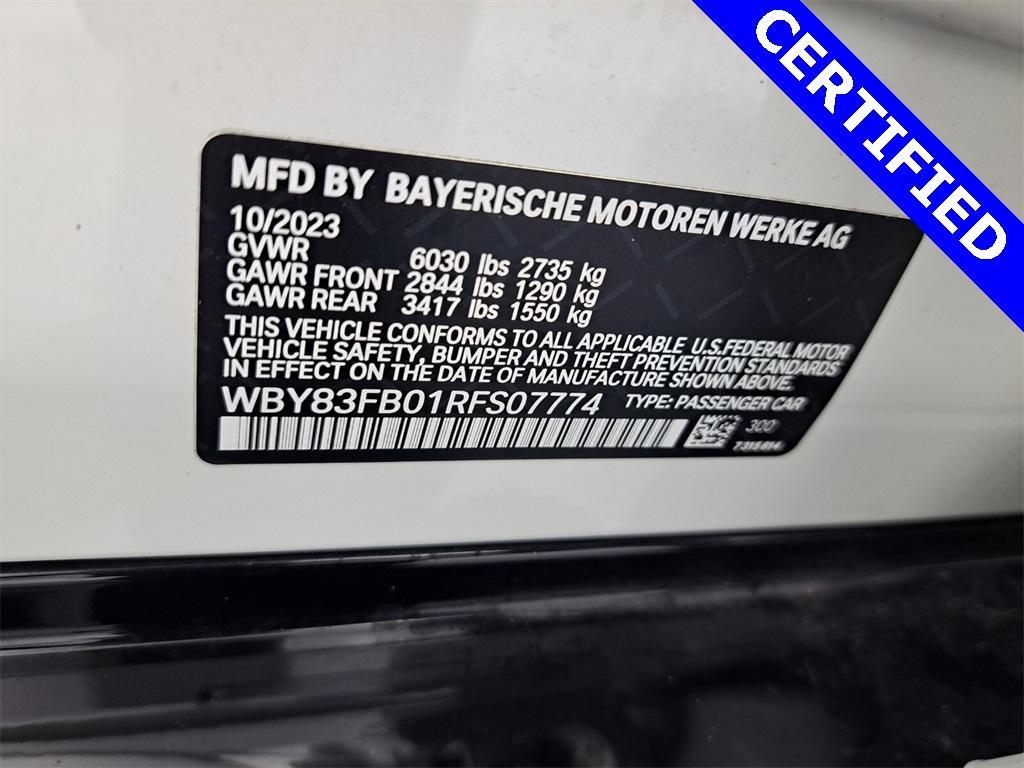 CERTIFIED
MFD BY BAYERISCHE MOTOREN WERKE AG
10/2023
GVWR 6030 lbs 2735 kg
GAWR FRONT 2844 lbs 1290 kg
GAWR REAR 3417 lbs 1550 kg
THIS VEHICLE CONFORMS TO ALL APPLICABLE U.S.FEDERAL MOTOR
VEHICLE SAFETY, BUMPER AND THEFT PREVENTION STANDARDS
IN EFFECT ON THE DATE OF MANUFACTURE SHOWN ABOVE.
WBY83FB01RFS07774 TYPE: PASSENGER CAR
300